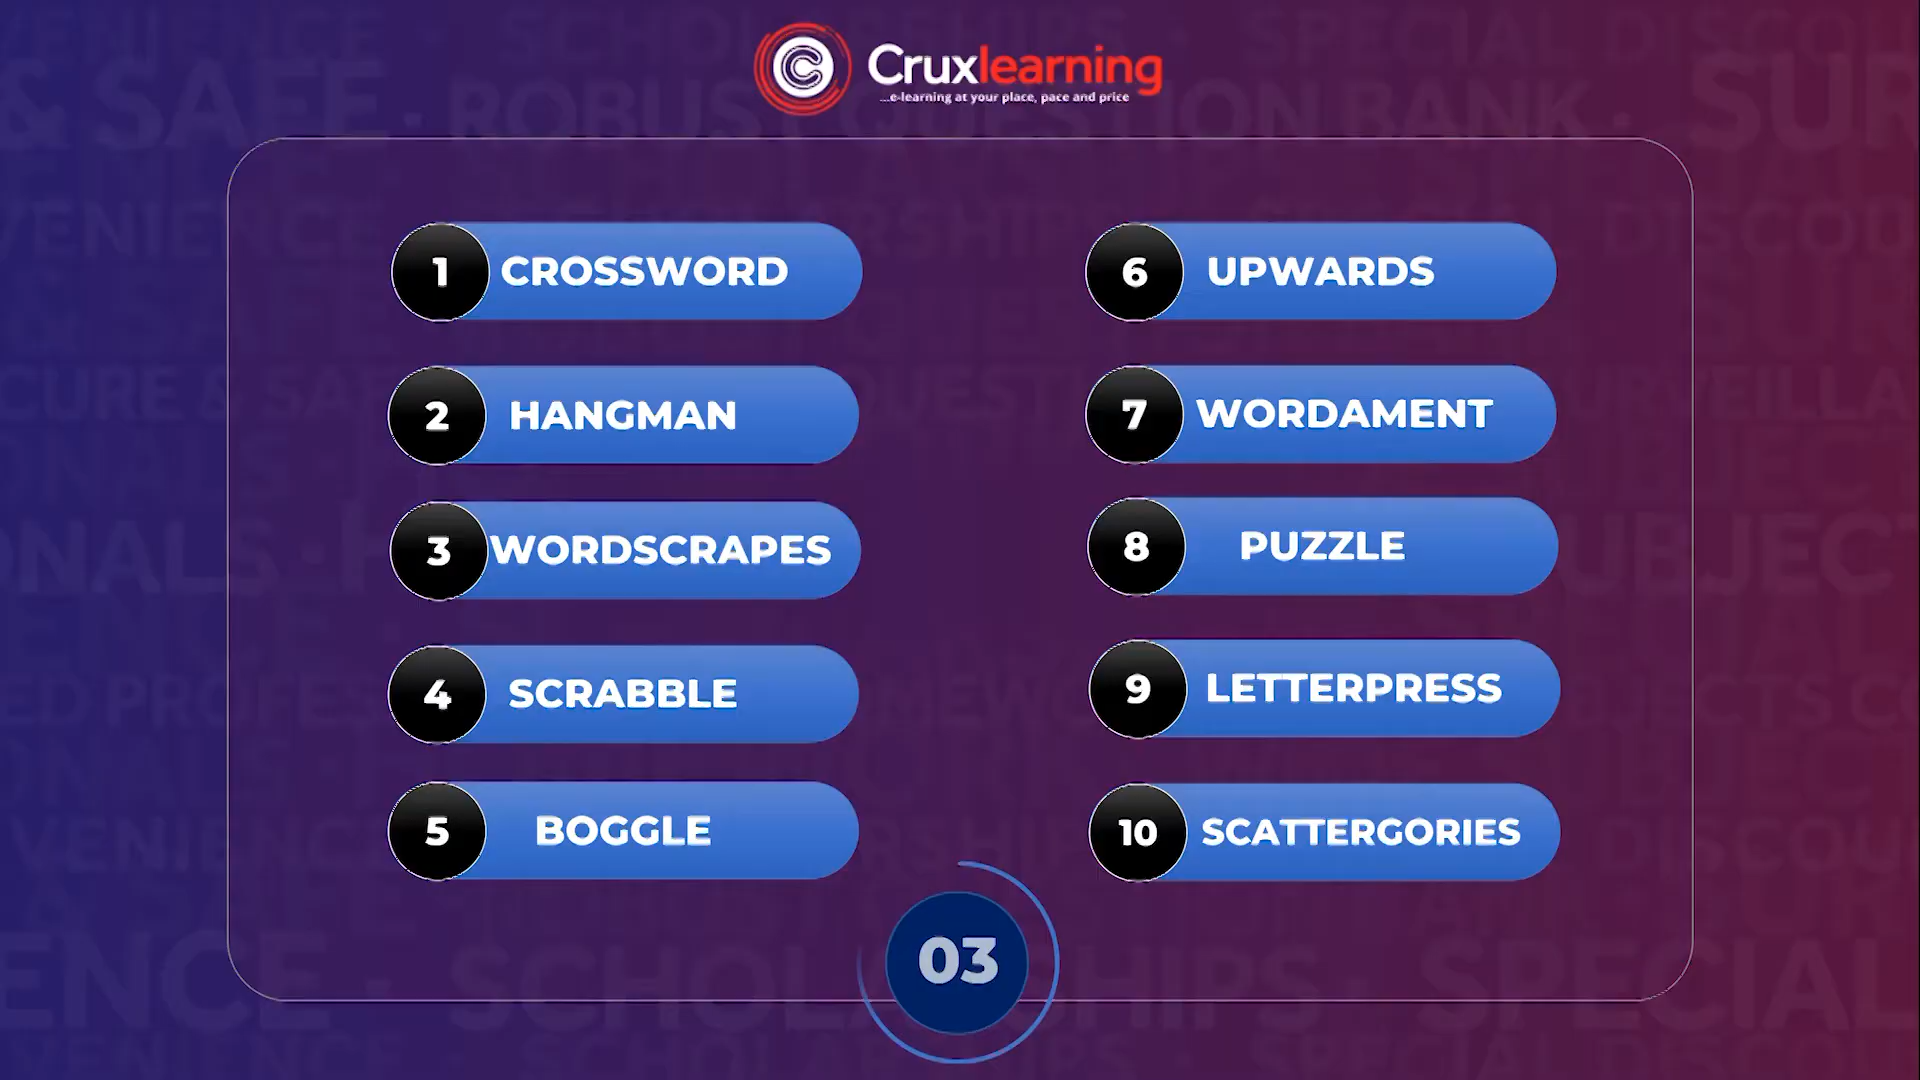 Cruxlearning
...e-learning at your place, pace and price
1 CROSSWORD
2 HANGMAN
3 WORDSCRAPES
4 SCRABBLE
5 BOGGLE
6 UPWARDS
7 WORDAMENT
8 PUZZLE
9 LETTERPRESS
10 SCATTERGORIES
03